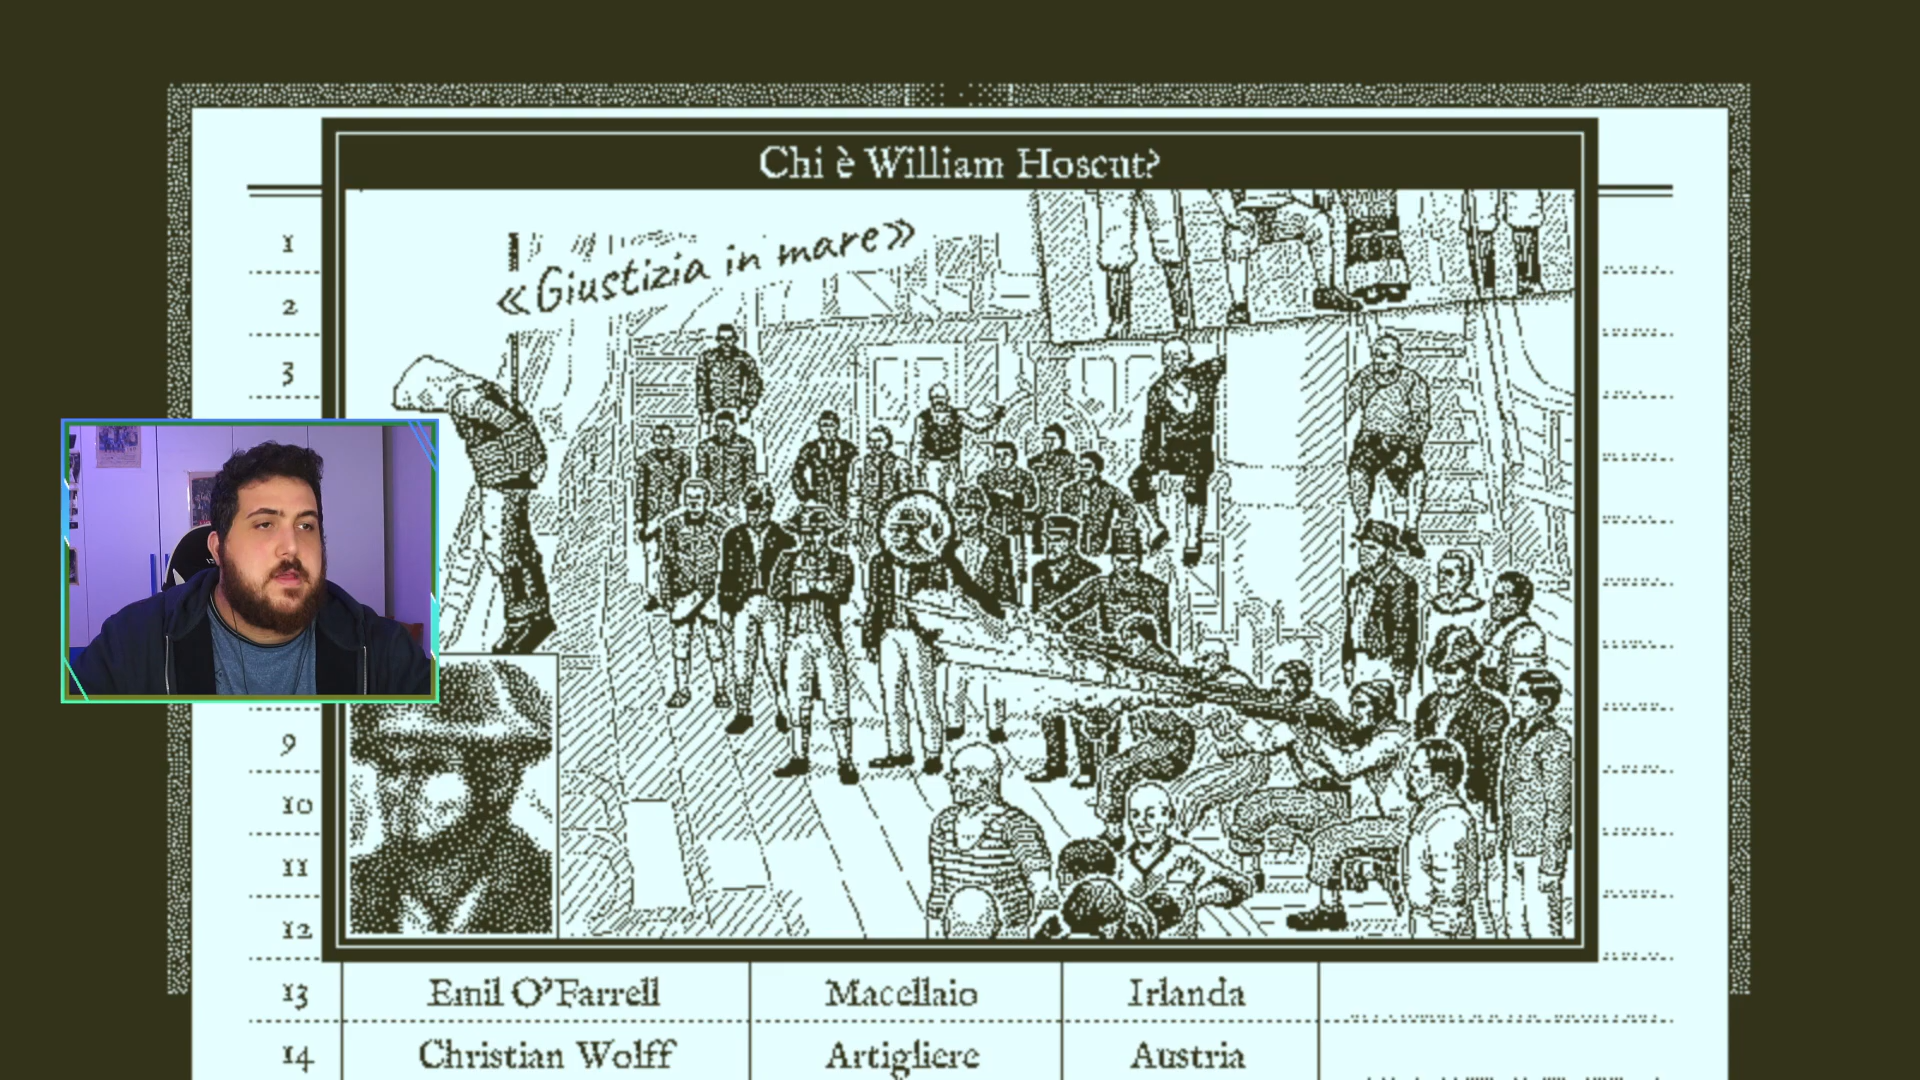 Chi è William Hoscut?
«Giustizia in mare»
1
2
3
9
10
11
12
13 Emil O'Farrell Macellaio Irlanda
14 Christian Wolff Artigliere Austria